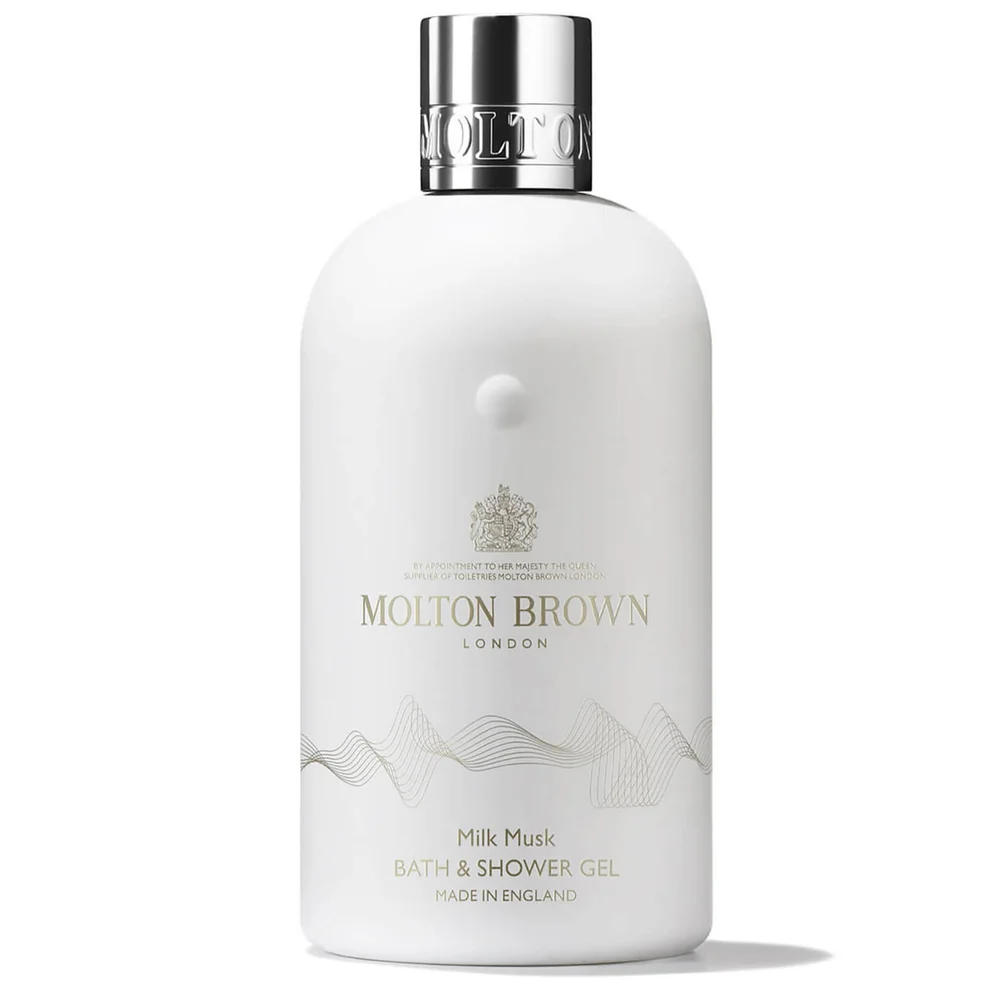 MOLTON
BY APPOINTMENT TO HER MAJESTY THE QUEEN
SUPPLIER OF TOILETRIES MOLTON BROWN LONDON
MOLTON BROWN
LONDON
Milk Musk
BATH & SHOWER GEL
MADE IN ENGLAND